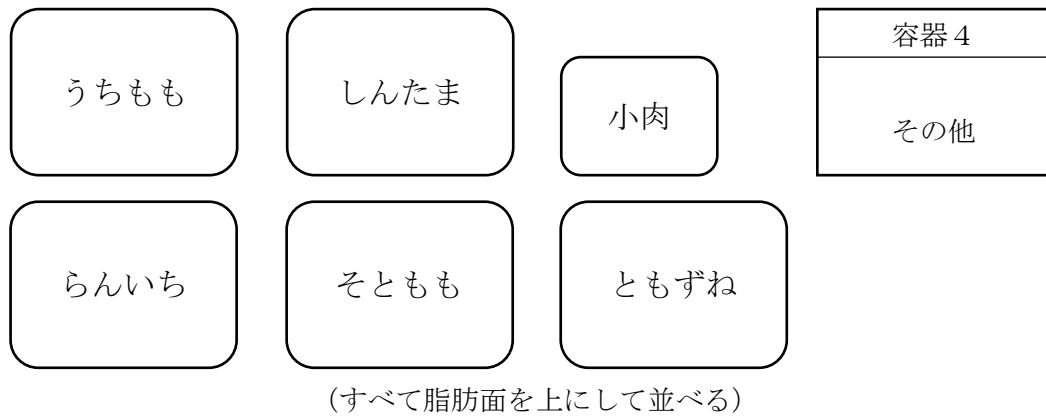 うちもも
しんたま
小肉
容器４
その他
らんいち
そともも
ともずね
（すべて脂肪面を上にして並べる）